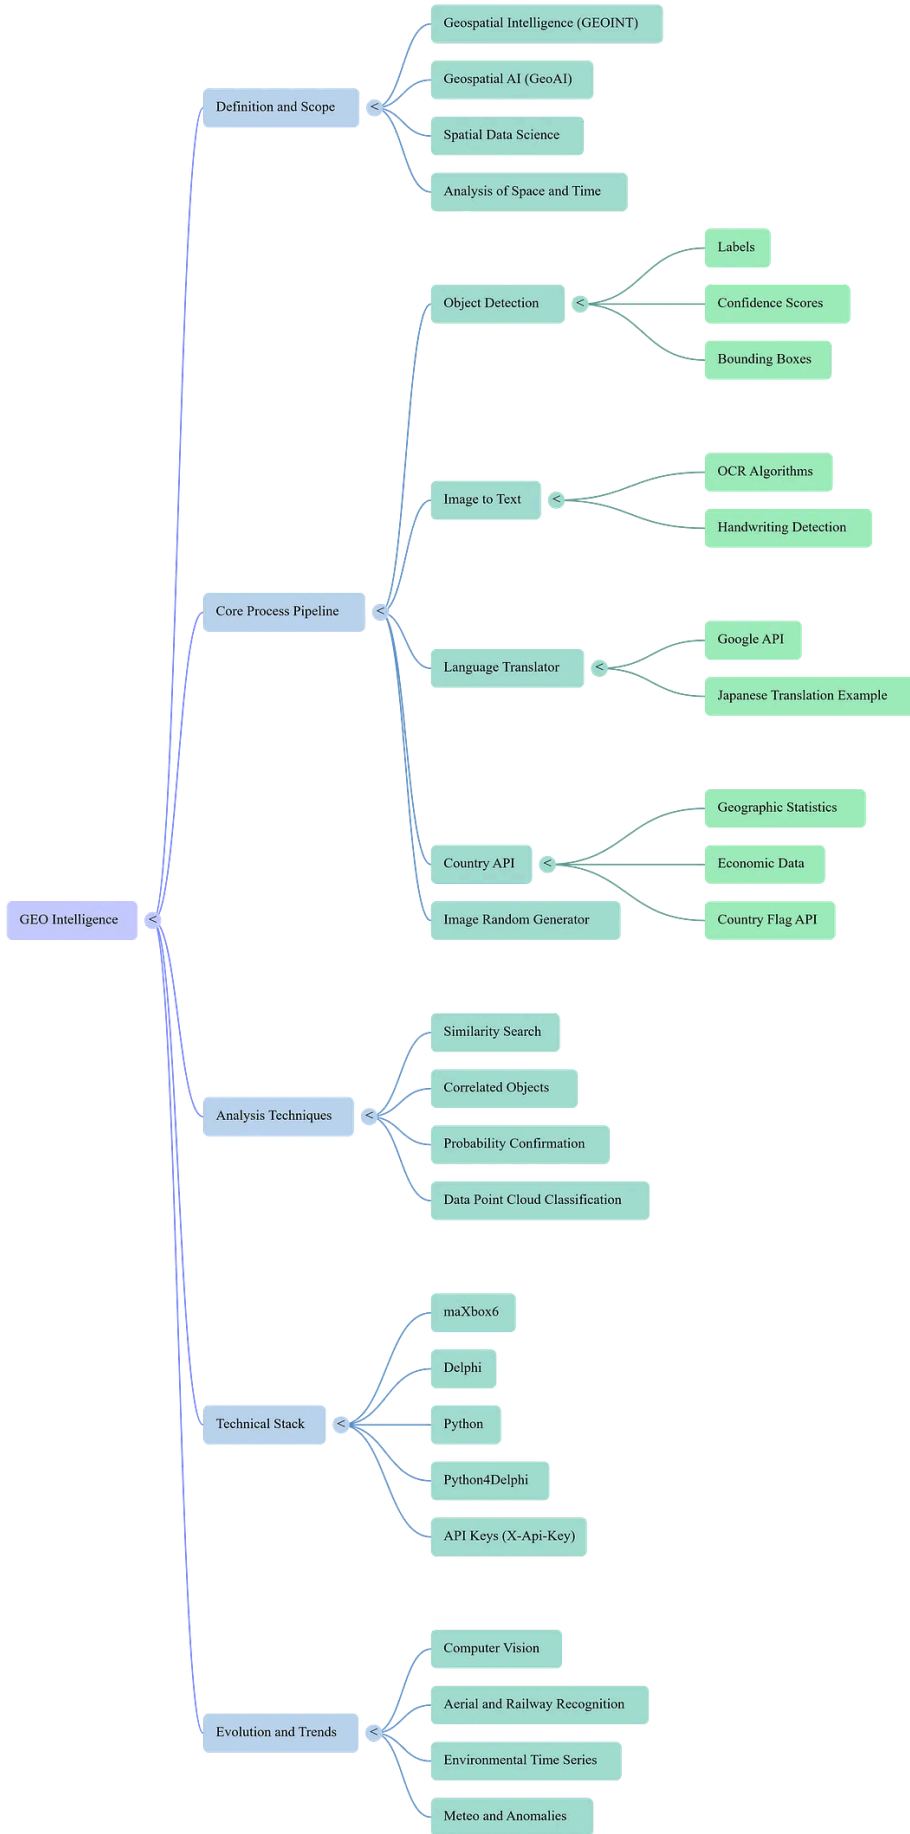 GEO Intelligence
Definition and Scope
Geospatial Intelligence (GEOINT)
Geospatial AI (GeoAI)
Spatial Data Science
Analysis of Space and Time
Core Process Pipeline
Object Detection
Labels
Confidence Scores
Bounding Boxes
Image to Text
OCR Algorithms
Handwriting Detection
Language Translator
Google API
Japanese Translation Example
Country API
Geographic Statistics
Economic Data
Country Flag API
Image Random Generator
Analysis Techniques
Similarity Search
Correlated Objects
Probability Confirmation
Data Point Cloud Classification
Technical Stack
maXbox6
Delphi
Python
Python4Delphi
API Keys (X-Api-Key)
Evolution and Trends
Computer Vision
Aerial and Railway Recognition
Environmental Time Series
Meteo and Anomalies